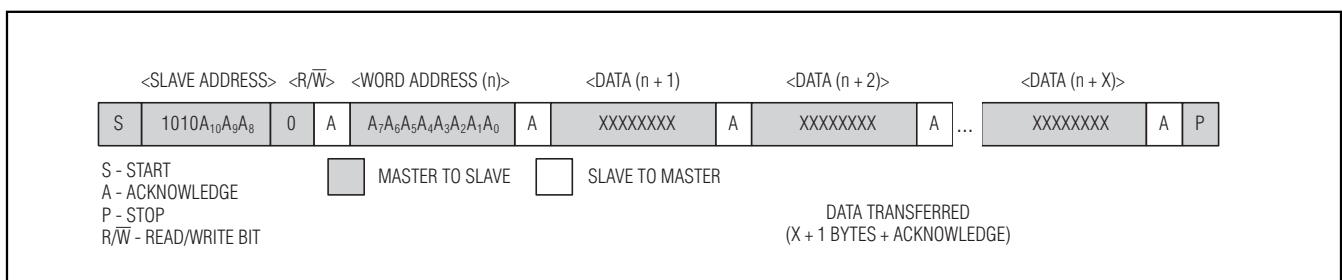 <SLAVE ADDRESS> <R/W̅> <WORD ADDRESS (n)> <DATA (n + 1) <DATA (n + 2)> <DATA (n + X)>
S 1010A₁₀A₉A₈ 0 A A₇A₆A₅A₄A₃A₂A₁A₀ A XXXXXXXX A XXXXXXXX A ... XXXXXXXX A P
S - START
A - ACKNOWLEDGE
P - STOP
R/W̅ - READ/WRITE BIT
MASTER TO SLAVE
SLAVE TO MASTER
DATA TRANSFERRED
(X + 1 BYTES + ACKNOWLEDGE)